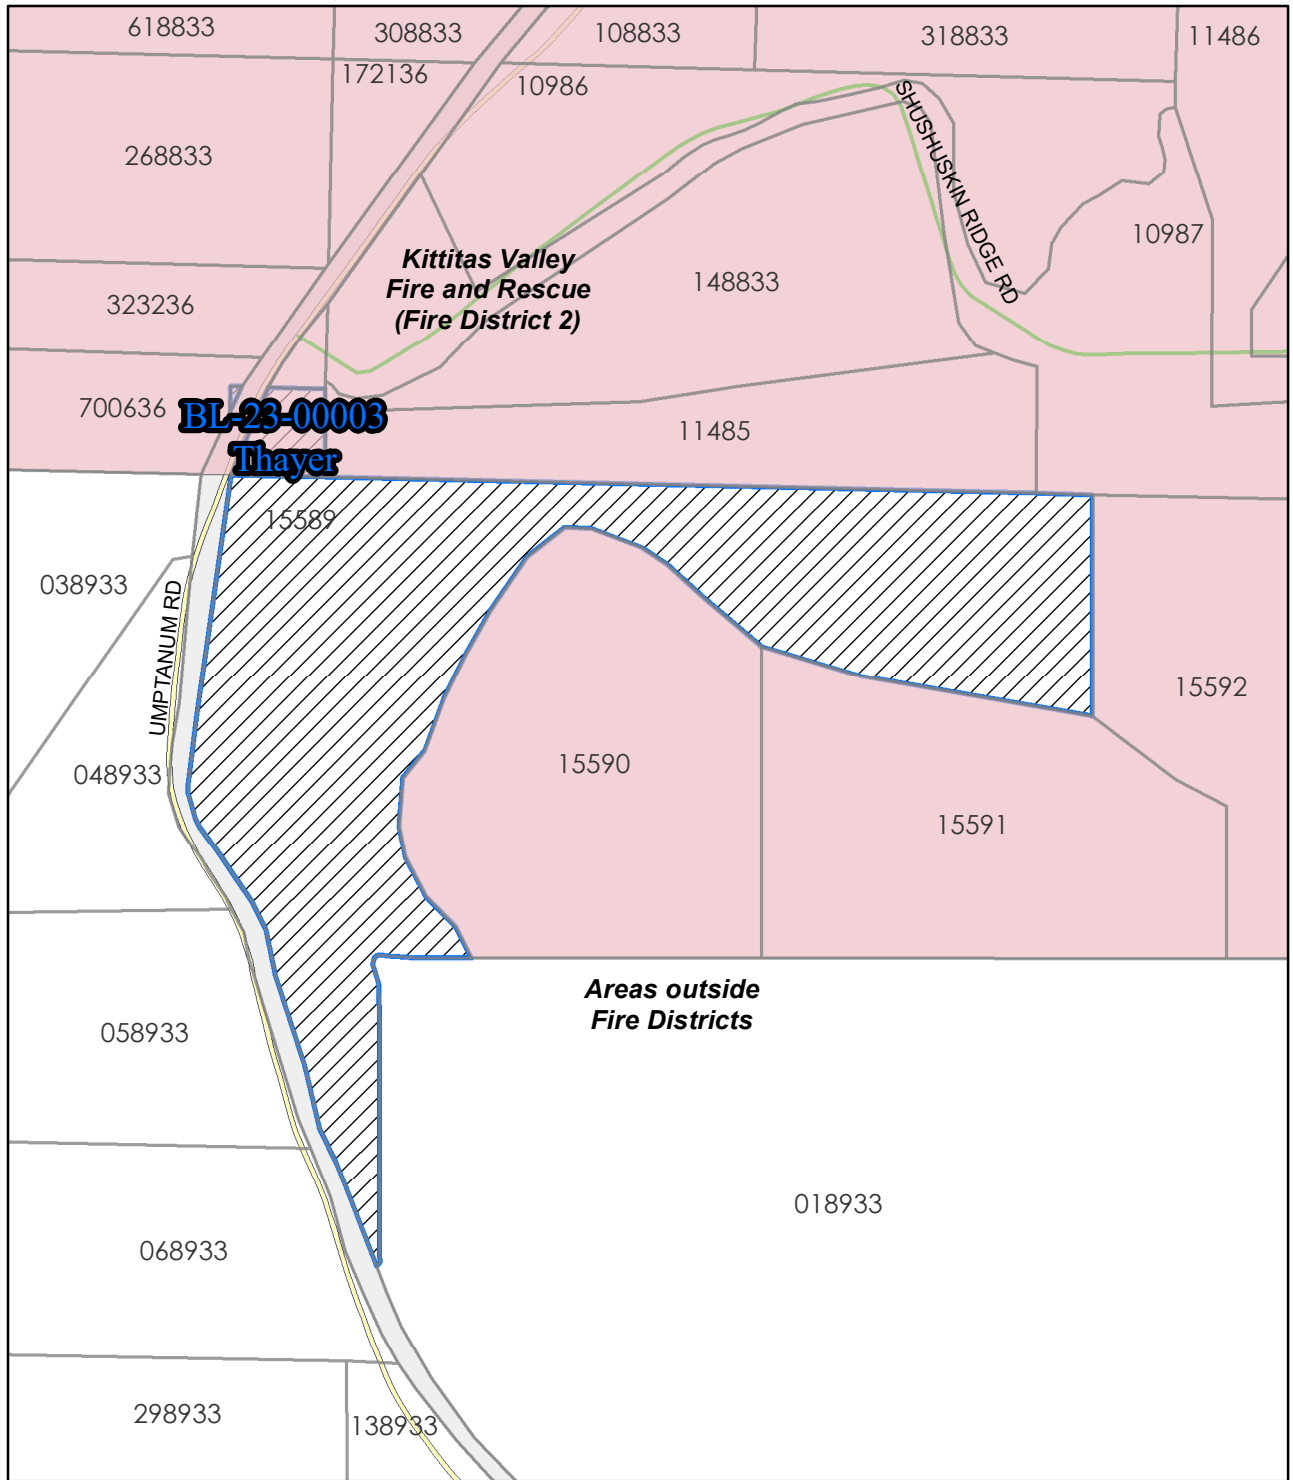 618833
308833
108833
318833
11486
172136
10986
268833
SHUSHUSKIN RIDGE RD
10987
Kittitas Valley
Fire and Rescue
(Fire District 2)
148833
323236
700636
BL-23-00003
Thayer
11485
15589
038933
UMPTANUM RD
15592
048933
15590
15591
Areas outside
Fire Districts
058933
018933
068933
298933
138933